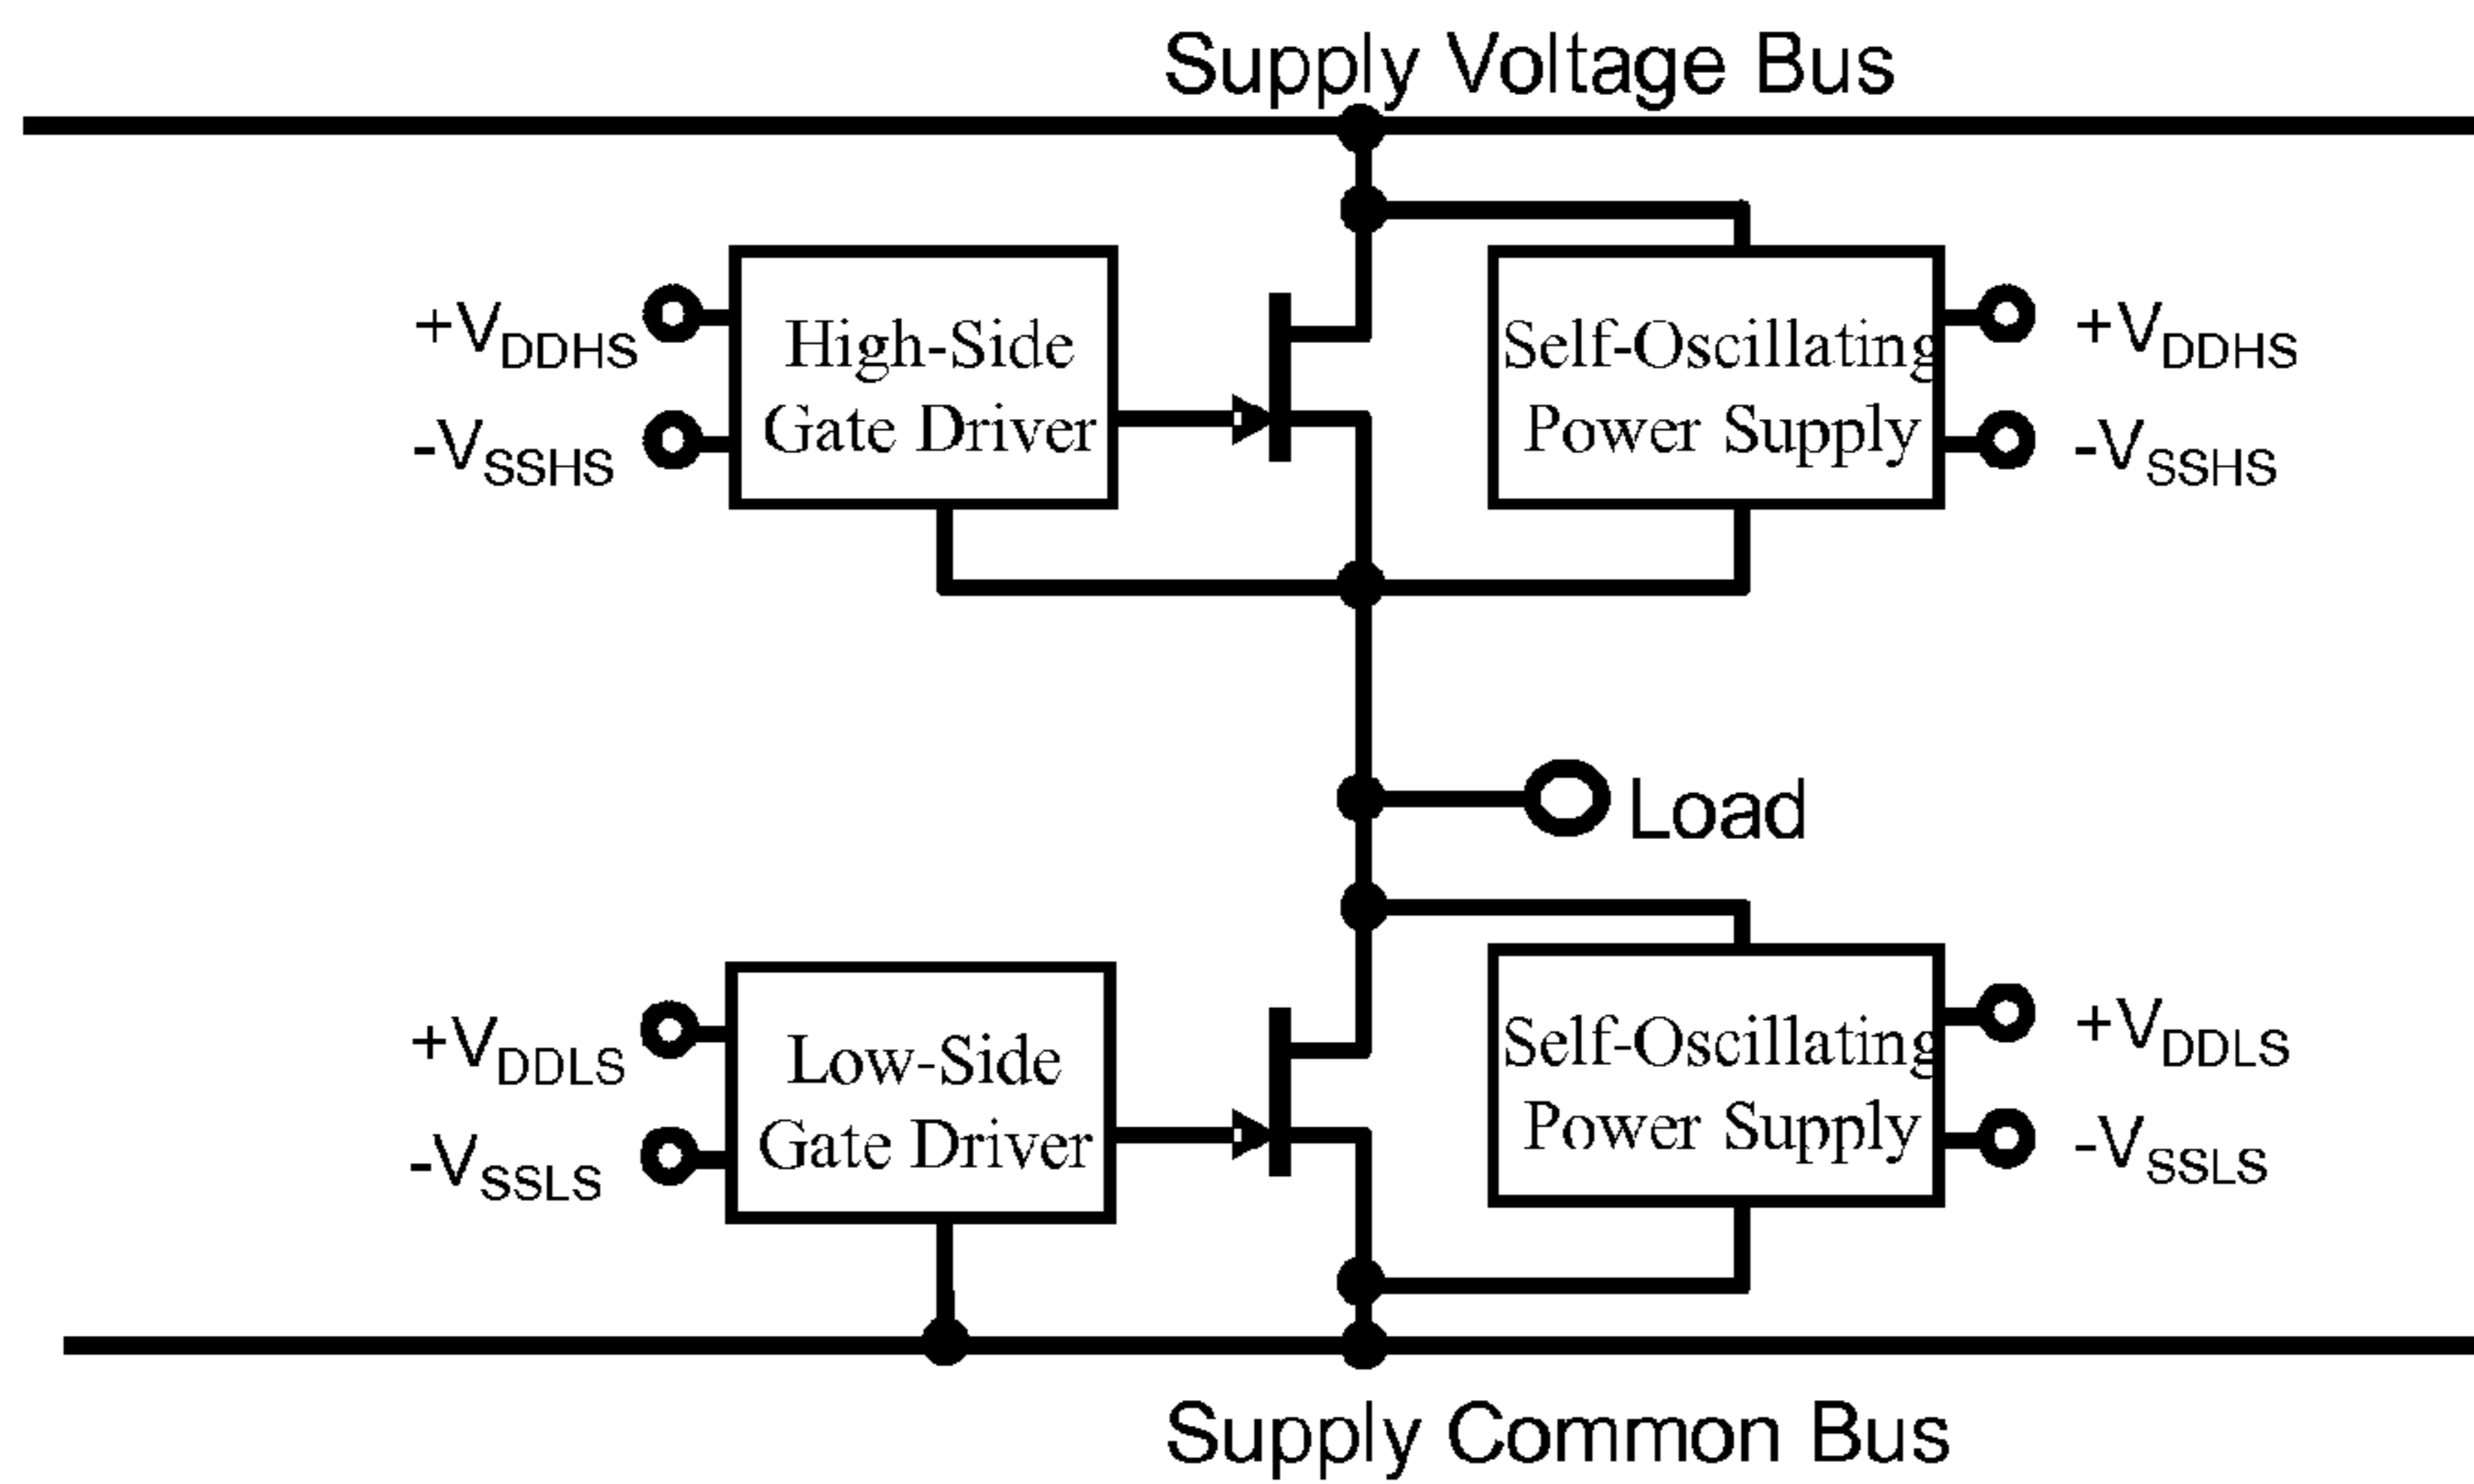 Supply Voltage Bus
+VDDHS
-VSSHS
High-Side
Gate Driver
Self-Oscillating
Power Supply
+VDDHS
-VSSHS
Load
+VDDLS
-VSSLS
Low-Side
Gate Driver
Self-Oscillating
Power Supply
+VDDLS
-VSSLS
Supply Common Bus